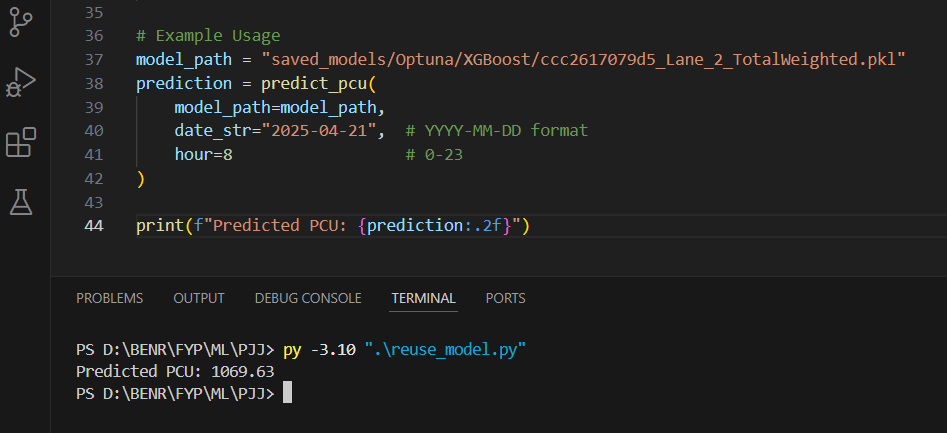 35
36 # Example Usage
37 model_path = "saved_models/Optuna/XGBoost/ccc2617079d5_Lane_2_TotalWeighted.pkl"
38 prediction = predict_pcu(
39     model_path=model_path,
40     date_str="2025-04-21",  # YYYY-MM-DD format
41     hour=8                  # 0-23
42 )
43
44 print(f"Predicted PCU: {prediction:.2f}")
PROBLEMS OUTPUT DEBUG CONSOLE TERMINAL PORTS
PS D:\BENR\FYP\ML\PJJ> py -3.10 ".\reuse_model.py"
Predicted PCU: 1069.63
PS D:\BENR\FYP\ML\PJJ>